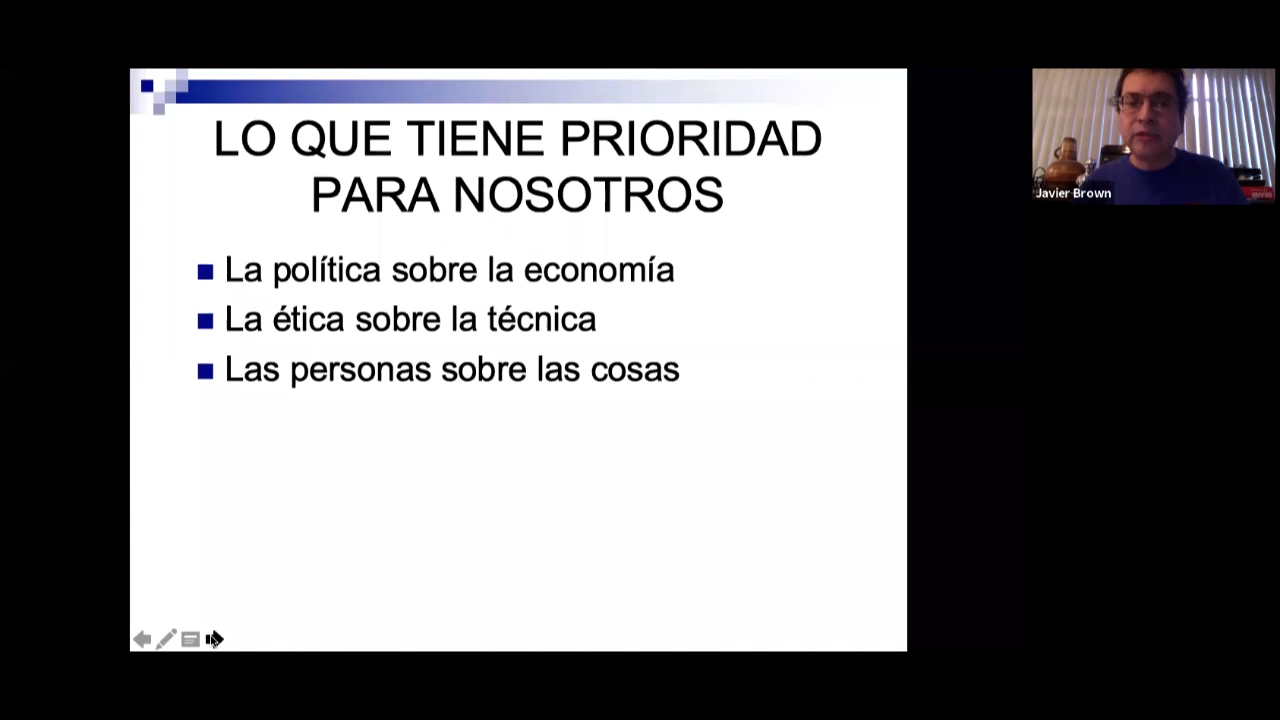 LO QUE TIENE PRIORIDAD
PARA NOSOTROS
La política sobre la economía
La ética sobre la técnica
Las personas sobre las cosas
Javier Brown